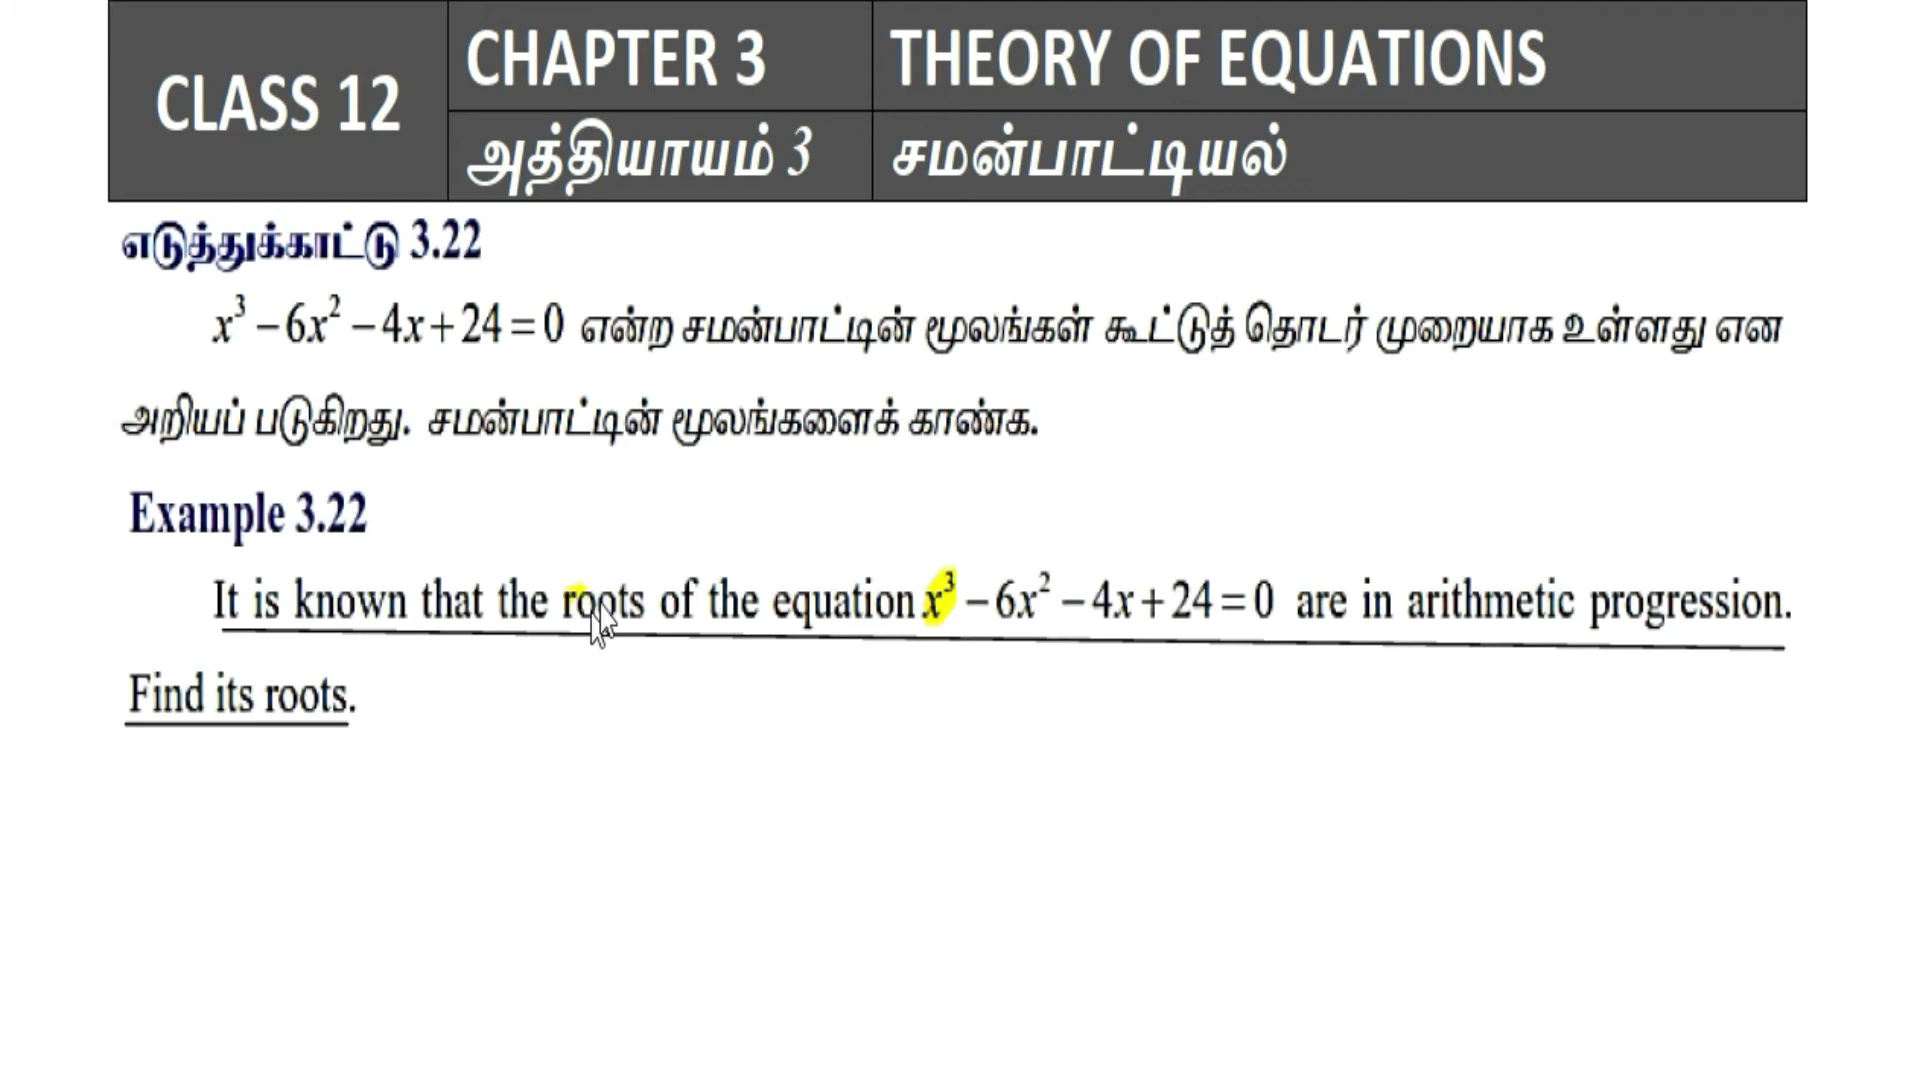 CLASS 12
CHAPTER 3
THEORY OF EQUATIONS
அத்தியாயம் 3
சமன்பாட்டியல்
எடுத்துக்காட்டு 3.22
x³ − 6x² − 4x + 24 = 0 என்ற சமன்பாட்டின் மூலங்கள் கூட்டுத் தொடர் முறையாக உள்ளது என
அறியப் படுகிறது. சமன்பாட்டின் மூலங்களைக் காண்க.
Example 3.22
It is known that the roots of the equation x³ − 6x² − 4x + 24 = 0 are in arithmetic progression.
Find its roots.